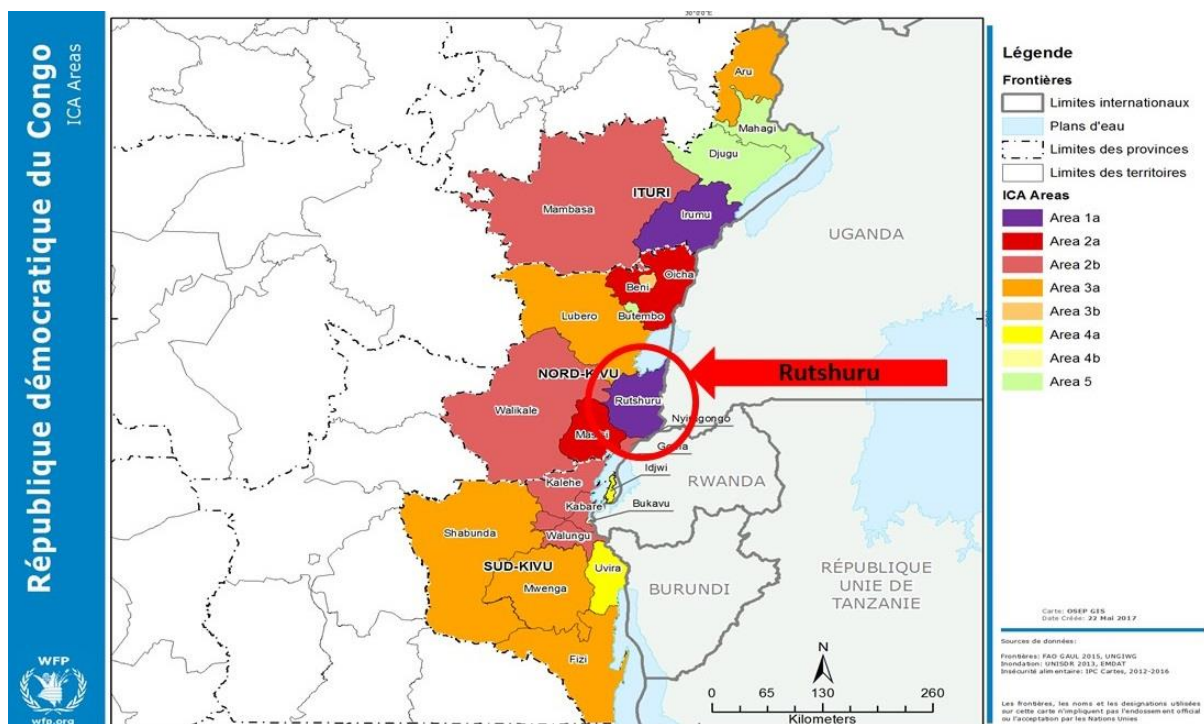 République démocratique du Congo
ICA Areas
WFP
wfp.org
30°0'0"E
Aru
Mahagi
Djugu
ITURI
Mambasa
Irumu
UGANDA
Oicha
Beni
Lubero
Butembo
NORD-KIVU
Rutshuru
Rutshuru
Walikale
Nyiragongo
Goma
Idjwi
Kalehe
RWANDA
Kabare
Bukavu
Shabunda
Walungu
SUD-KIVU
Uvira
Mwenga
BURUNDI
RÉPUBLIQUE
UNIE DE
TANZANIE
Fizi
N
0 65 130 260
Kilometers
Légende
Frontières
Limites internationaux
Plans d'eau
Limites des provinces
Limites des territoires
ICA Areas
Area 1a
Area 2a
Area 2b
Area 3a
Area 3b
Area 4a
Area 4b
Area 5
Carte: OSEP GIS
Date Créée: 22 Mai 2017
Sources de données:
Frontières: FAO GAUL 2015, UNGIWG
Inondation: UNISDR 2013, EMDAT
Insécurité alimentaire: IPC Cartes, 2012-2016
Les frontières, les noms et les designations utilisées
sur cette carte n'impliquent pas l'endossement official
ou l'acceptation par les Nations Unies